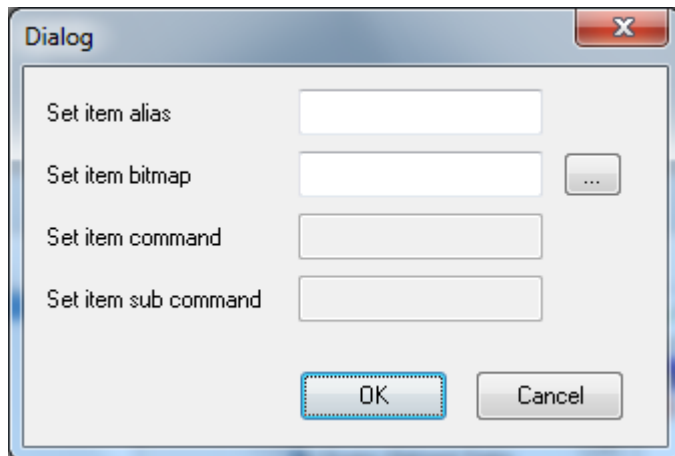 Dialog
Set item alias
Set item bitmap
...
Set item command
Set item sub command
OK
Cancel